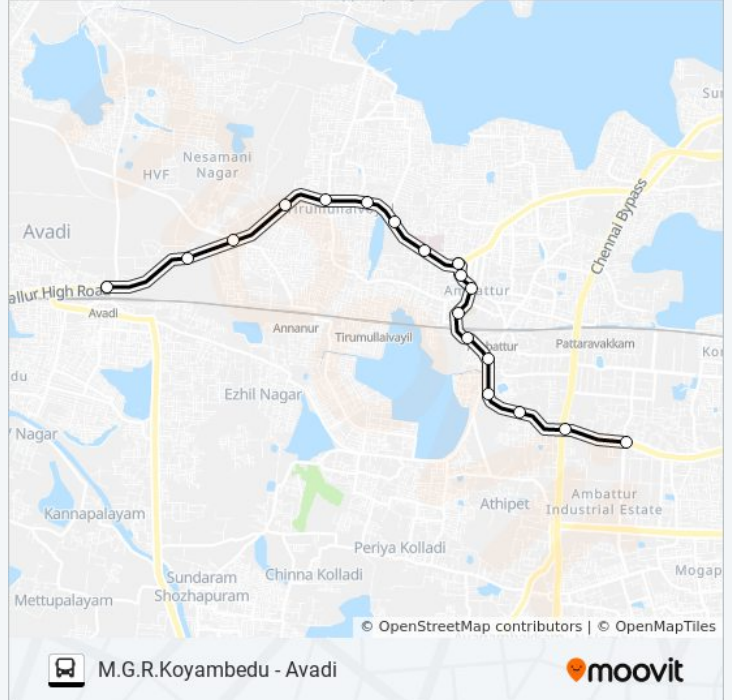 Sur
Nesamani
Nagar
HVF
Chennai Bypass
Tirumullaivayil
Avadi
allur High Road
Ambattur
Avadi
Annanur
Tirumullaivayil
battur
Pattaravakkam
Kor
du
Ezhil Nagar
Nagar
Athipet
Ambattur
Industrial Estate
Kannapalayam
Periya Kolladi
Sundaram
Shozhapuram
Chinna Kolladi
Mogap
Mettupalayam
© OpenStreetMap contributors | © OpenMapTiles
M.G.R.Koyambedu - Avadi
moovit